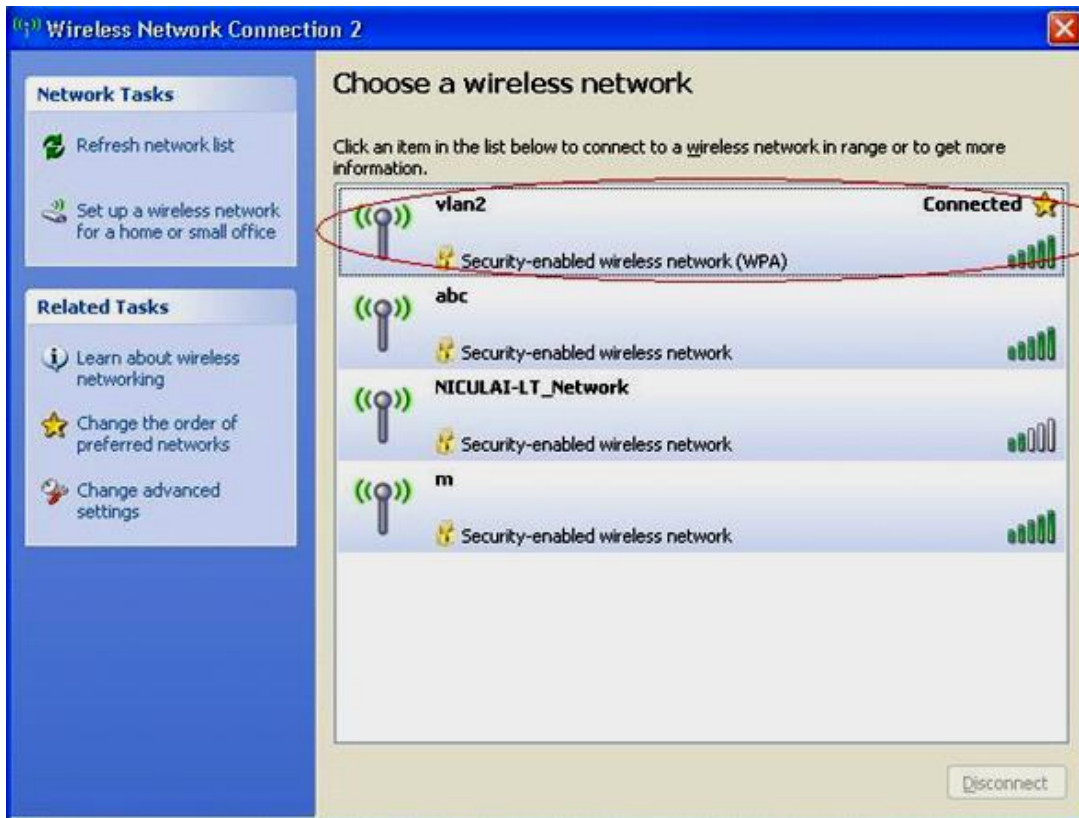 Wireless Network Connection 2
Network Tasks
Refresh network list
Set up a wireless network
for a home or small office
Related Tasks
Learn about wireless
networking
Change the order of
preferred networks
Change advanced
settings
Choose a wireless network
Click an item in the list below to connect to a wireless network in range or to get more
information.
vlan2 Connected
Security-enabled wireless network (WPA)
abc
Security-enabled wireless network
NICULAI-LT_Network
Security-enabled wireless network
m
Security-enabled wireless network
Disconnect